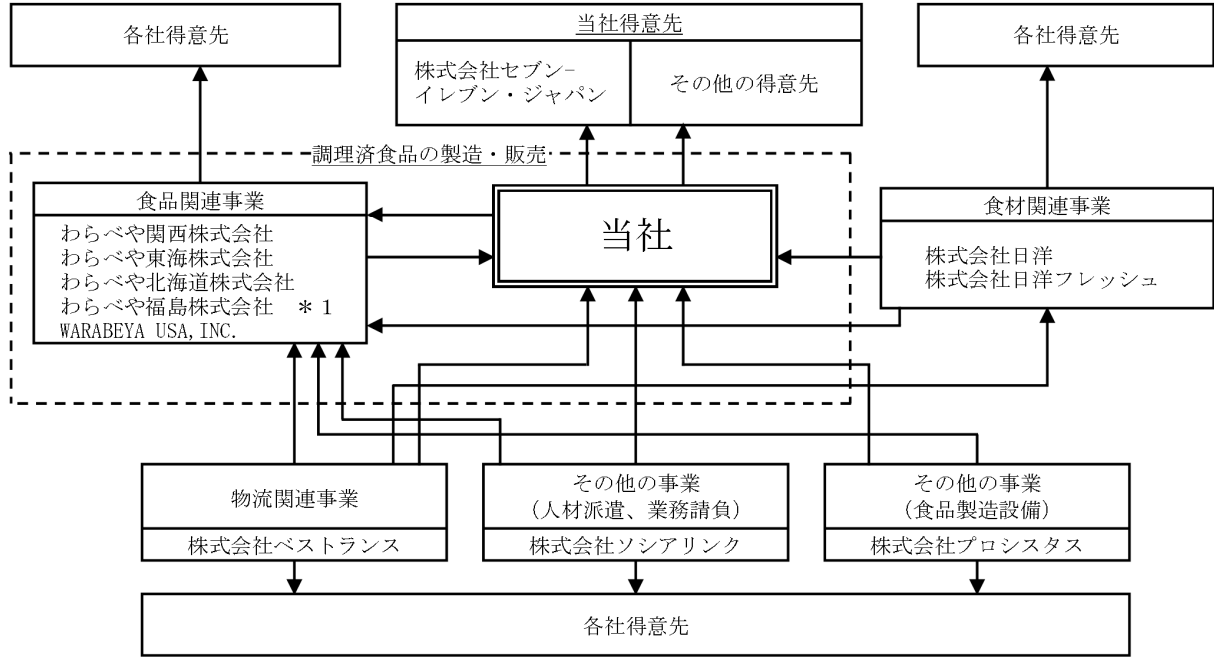 各社得意先
当社得意先
各社得意先
株式会社セブン-
イレブン・ジャパン
その他の得意先
調理済食品の製造・販売
食品関連事業
わらべや関西株式会社
わらべや東海株式会社
わらべや北海道株式会社
わらべや福島株式会社 ＊1
WARABEYA USA,INC.
当社
食材関連事業
株式会社日洋
株式会社日洋フレッシュ
物流関連事業
株式会社ベストランス
その他の事業
（人材派遣、業務請負）
株式会社ソシアリンク
その他の事業
（食品製造設備）
株式会社プロシスタス
各社得意先